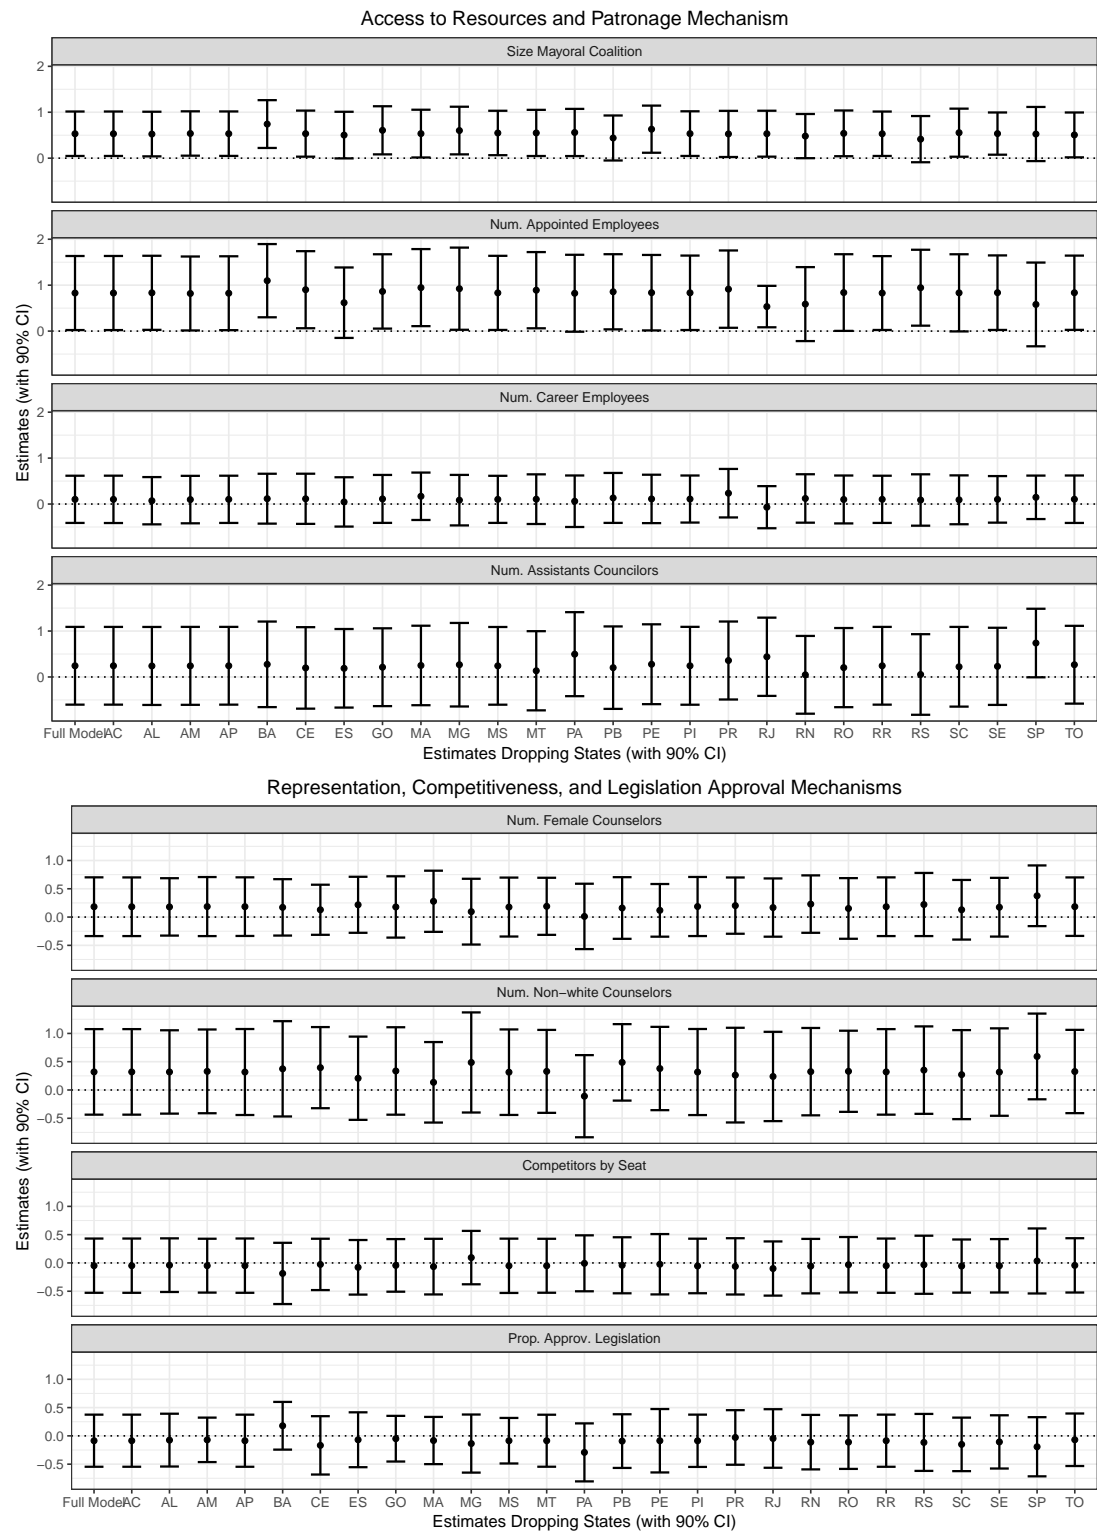 Access to Resources and Patronage Mechanism
Size Mayoral Coalition
2
1
0
Num. Appointed Employees
2
1
0
Num. Career Employees
2
1
0
Num. Assistants Councilors
2
1
0
Estimates (with 90% CI)
Full Model AC AL AM AP BA CE ES GO MA MG MS MT PA PB PE PI PR RJ RN RO RR RS SC SE SP TO
Estimates Dropping States (with 90% CI)
Representation, Competitiveness, and Legislation Approval Mechanisms
Num. Female Counselors
1.0
0.5
0.0
−0.5
Num. Non−white Counselors
1.0
0.5
0.0
−0.5
Competitors by Seat
1.0
0.5
0.0
−0.5
Prop. Approv. Legislation
1.0
0.5
0.0
−0.5
Estimates (with 90% CI)
Full Model AC AL AM AP BA CE ES GO MA MG MS MT PA PB PE PI PR RJ RN RO RR RS SC SE SP TO
Estimates Dropping States (with 90% CI)